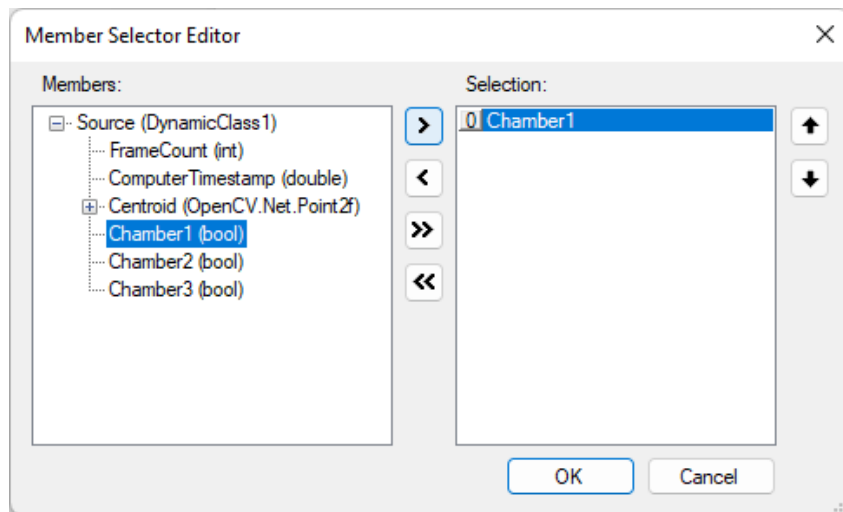 Member Selector Editor
Members:
Source (DynamicClass1)
FrameCount (int)
ComputerTimestamp (double)
Centroid (OpenCV.Net.Point2f)
Chamber1 (bool)
Chamber2 (bool)
Chamber3 (bool)
Selection:
0 Chamber1
OK
Cancel